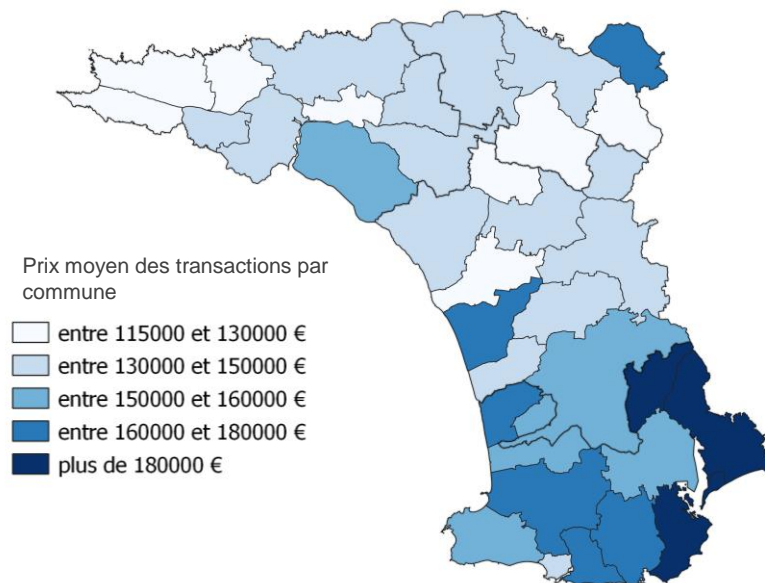 Prix moyen des transactions par
commune
entre 115000 et 130000 €
entre 130000 et 150000 €
entre 150000 et 160000 €
entre 160000 et 180000 €
plus de 180000 €